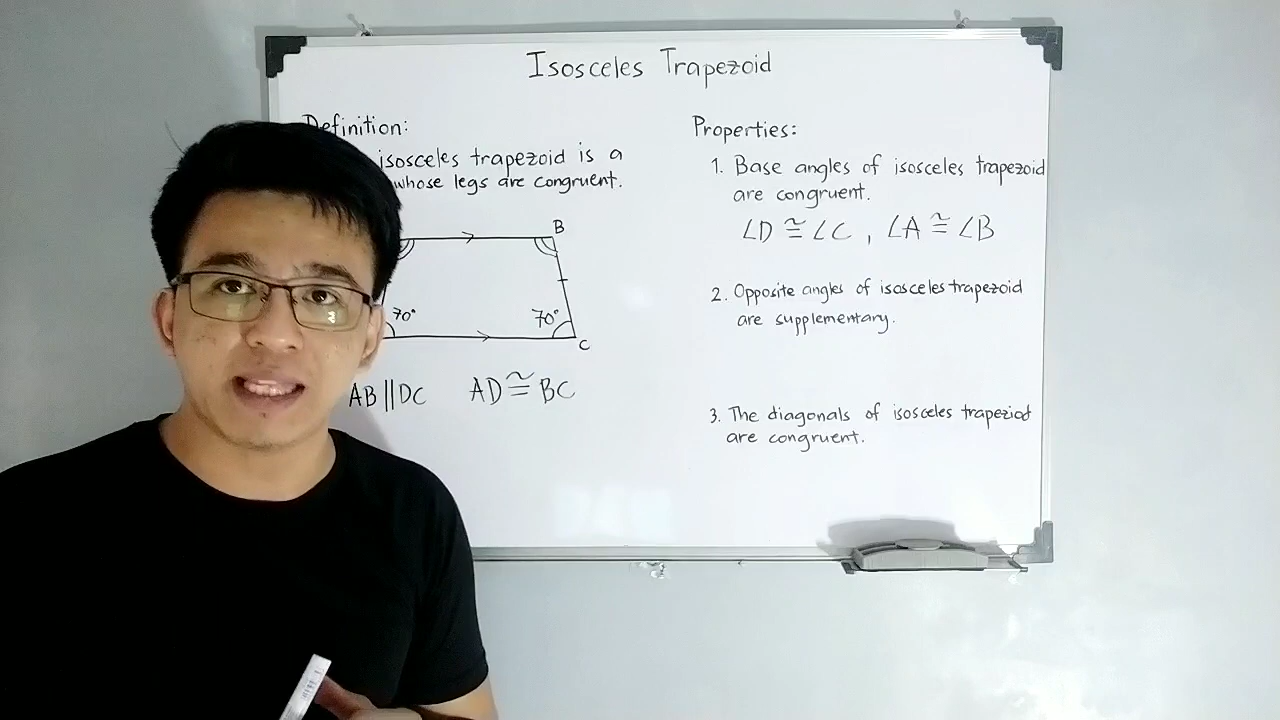 Isosceles Trapezoid
Definition:
isosceles trapezoid is a
whose legs are congruent.
B
70°
70°
C
AB||DC AD≅BC
Properties:
1. Base angles of isosceles trapezoid
are congruent.
∠D ≅ ∠C , ∠A ≅ ∠B
2. Opposite angles of isosceles trapezoid
are supplementary.
3. The diagonals of isosceles trapeziod
are congruent.